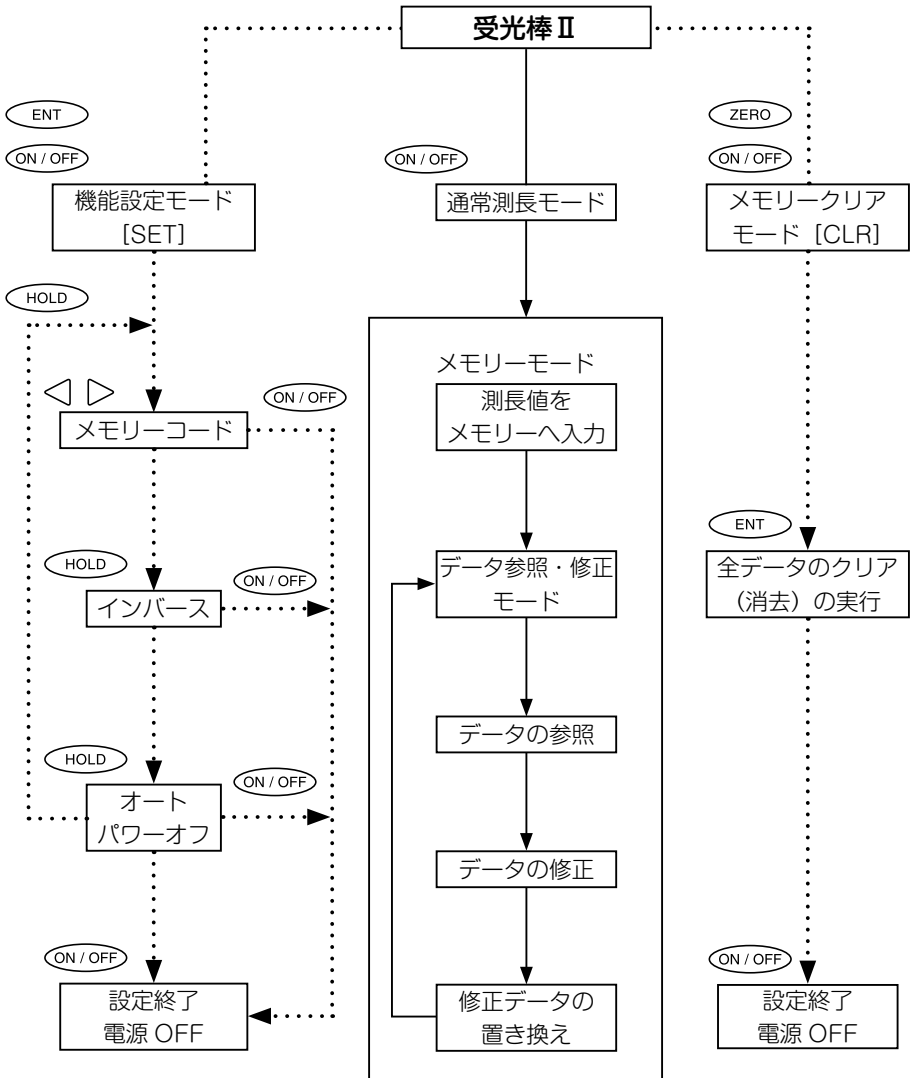 受光棒Ⅱ
ENT
ON / OFF
機能設定モード
[SET]
HOLD
メモリーコード
ON / OFF
HOLD
インバース
ON / OFF
HOLD
オート
パワーオフ
ON / OFF
ON / OFF
設定終了
電源 OFF
ON / OFF
通常測長モード
メモリーモード
測長値を
メモリーへ入力
データ参照・修正
モード
データの参照
データの修正
修正データの
置き換え
ZERO
ON / OFF
メモリークリア
モード [CLR]
ENT
全データのクリア
（消去）の実行
ON / OFF
設定終了
電源 OFF